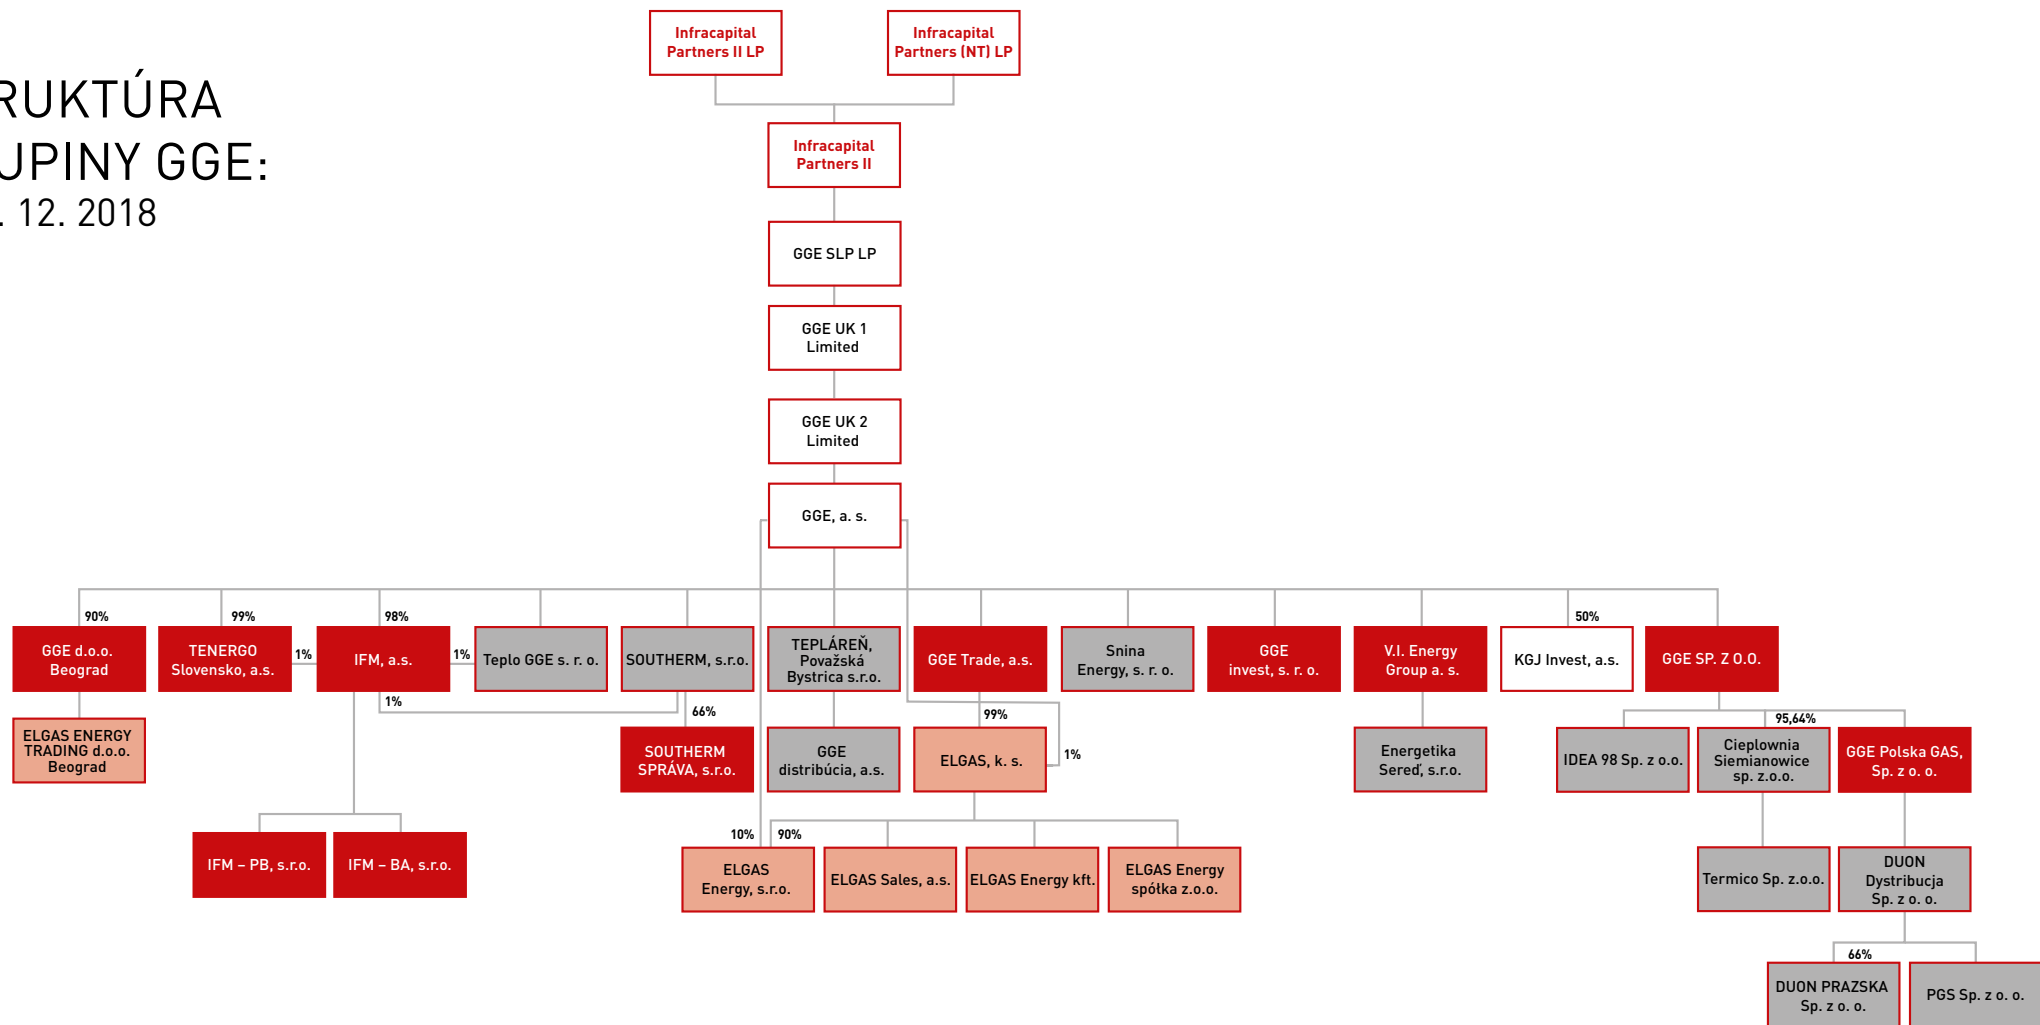 Infracapital
Partners II LP
Infracapital
Partners (NT) LP
RUKTÚRA
UPINY GGE:
. 12. 2018
Infracapital
Partners II
GGE SLP LP
GGE UK 1
Limited
GGE UK 2
Limited
GGE, a. s.
90%
99%
98%
50%
GGE d.o.o.
Beograd
TENERGO
Slovensko, a.s.
1%
IFM, a.s.
1%
Teplo GGE s. r. o.
SOUTHERM, s.r.o.
TEPLÁREŇ,
Považská
Bystrica s.r.o.
GGE Trade, a.s.
Snina
Energy, s. r. o.
GGE
invest, s. r. o.
V.I. Energy
Group a. s.
KGJ Invest, a.s.
GGE SP. Z O.O.
1%
66%
99%
95,64%
ELGAS ENERGY
TRADING d.o.o.
Beograd
SOUTHERM
SPRÁVA, s.r.o.
GGE
distribúcia, a.s.
ELGAS, k. s.
1%
Energetika
Sereď, s.r.o.
IDEA 98 Sp. z o.o.
Cieplownia
Siemianowice
sp. z.o.o.
GGE Polska GAS,
Sp. z o. o.
10%
90%
IFM – PB, s.r.o.
IFM – BA, s.r.o.
ELGAS
Energy, s.r.o.
ELGAS Sales, a.s.
ELGAS Energy kft.
ELGAS Energy
spółka z.o.o.
Termico Sp. z.o.o.
DUON
Dystribucja
Sp. z o. o.
66%
DUON PRAZSKA
Sp. z o. o.
PGS Sp. z o. o.